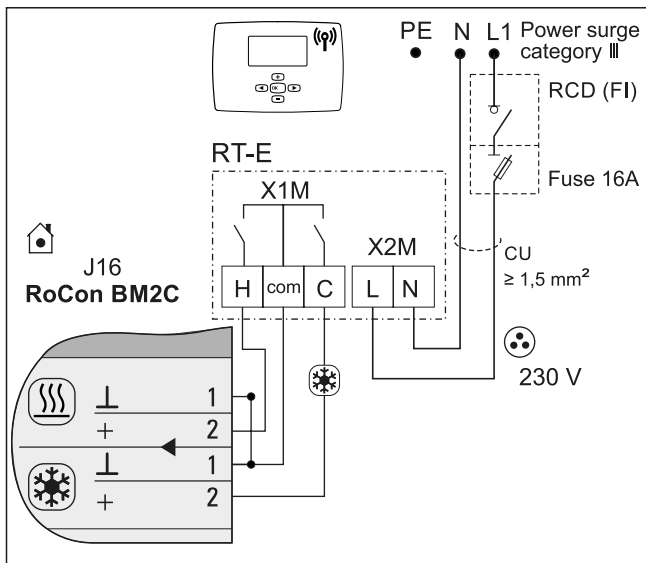 PE N L1 Power surge
category III
RCD (FI)
OK
RT-E
Fuse 16A
X1M
X2M
J16
RoCon BM2C
H com C L N
CU
≥ 1,5 mm²
230 V
⊥ 1
+ 2
⊥ 1
+ 2